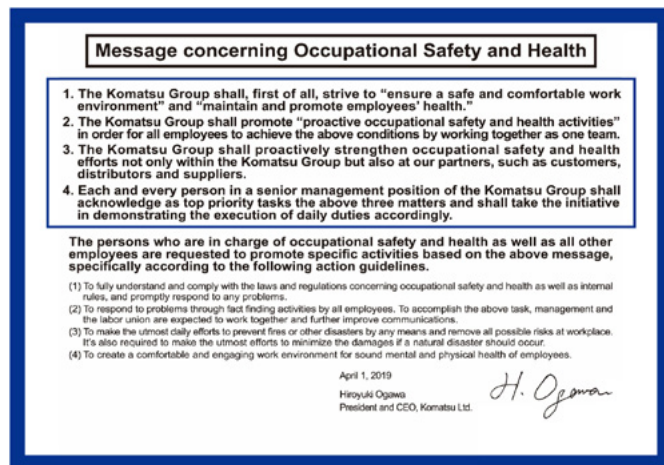 Message concerning Occupational Safety and Health
1. The Komatsu Group shall, first of all, strive to “ensure a safe and comfortable work
environment” and “maintain and promote employees’ health.”
2. The Komatsu Group shall promote “proactive occupational safety and health activities”
in order for all employees to achieve the above conditions by working together as one team.
3. The Komatsu Group shall proactively strengthen occupational safety and health
efforts not only within the Komatsu Group but also at our partners, such as customers,
distributors and suppliers.
4. Each and every person in a senior management position of the Komatsu Group shall
acknowledge as top priority tasks the above three matters and shall take the initiative
in demonstrating the execution of daily duties accordingly.
The persons who are in charge of occupational safety and health as well as all other
employees are requested to promote specific activities based on the above message,
specifically according to the following action guidelines.
(1) To fully understand and comply with the laws and regulations concerning occupational safety and health as well as internal
rules, and promptly respond to any problems.
(2) To respond to problems through fact finding activities by all employees. To accomplish the above task, management and
the labor union are expected to work together and further improve communications.
(3) To make the utmost daily efforts to prevent fires or other disasters by any means and remove all possible risks at workplace.
It’s also required to make the utmost efforts to minimize the damages if a natural disaster should occur.
(4) To create a comfortable and engaging work environment for sound mental and physical health of employees.
April 1, 2019
Hiroyuki Ogawa
President and CEO, Komatsu Ltd.
H. Ogawa